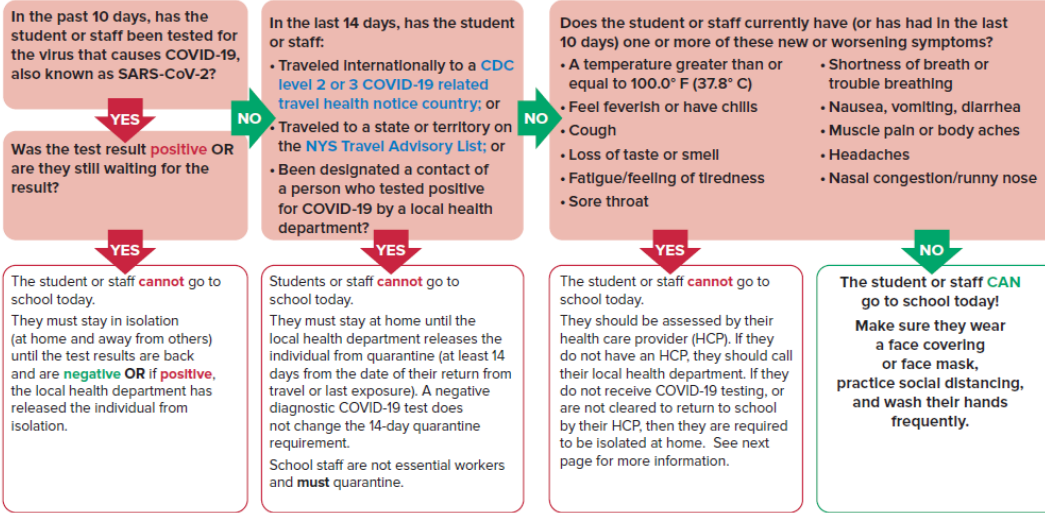 In the past 10 days, has the
student or staff been tested for
the virus that causes COVID-19,
also known as SARS-CoV-2?
YES
Was the test result positive OR
are they still waiting for the
result?
YES
The student or staff cannot go to
school today.
They must stay in isolation
(at home and away from others)
until the test results are back
and are negative OR if positive,
the local health department has
released the individual from
isolation.
NO
In the last 14 days, has the student
or staff:
• Traveled internationally to a CDC
level 2 or 3 COVID-19 related
travel health notice country; or
• Traveled to a state or territory on
the NYS Travel Advisory List; or
• Been designated a contact of
a person who tested positive
for COVID-19 by a local health
department?
YES
Students or staff cannot go to
school today.
They must stay at home until the
local health department releases the
individual from quarantine (at least 14
days from the date of their return from
travel or last exposure). A negative
diagnostic COVID-19 test does
not change the 14-day quarantine
requirement.
School staff are not essential workers
and must quarantine.
NO
Does the student or staff currently have (or has had in the last
10 days) one or more of these new or worsening symptoms?
• A temperature greater than or
equal to 100.0° F (37.8° C)
• Feel feverish or have chills
• Cough
• Loss of taste or smell
• Fatigue/feeling of tiredness
• Sore throat
• Shortness of breath or
trouble breathing
• Nausea, vomiting, diarrhea
• Muscle pain or body aches
• Headaches
• Nasal congestion/runny nose
YES
The student or staff cannot go to
school today.
They should be assessed by their
health care provider (HCP). If they
do not have an HCP, they should call
their local health department. If they
do not receive COVID-19 testing, or
are not cleared to return to school
by their HCP, then they are required
to be isolated at home.  See next
page for more information.
NO
The student or staff CAN
go to school today!
Make sure they wear
a face covering
or face mask,
practice social distancing,
and wash their hands
frequently.